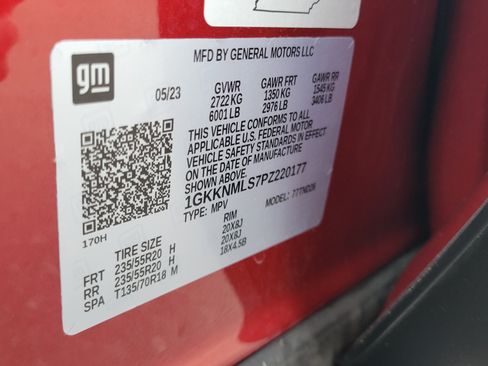 gm
MFD BY GENERAL MOTORS LLC
05/23 GVWR GAWR FRT GAWR RR
2722 KG 1350 KG 1545 KG
6001 LB 2976 LB 3406 LB
THIS VEHICLE CONFORMS TO ALL
APPLICABLE U.S. FEDERAL MOTOR
VEHICLE SAFETY STANDARDS IN EFFECT
ON THE DATE OF MANUFACTURE
SHOWN ABOVE.
1GKKNMLS7PZ220177
TYPE: MPV MODEL:
170H
TIRE SIZE RIM
FRT 235/55R20 H 20X8J
RR 235/55R20 H 20X8J
SPA T135/70R18 M 18X4.5B